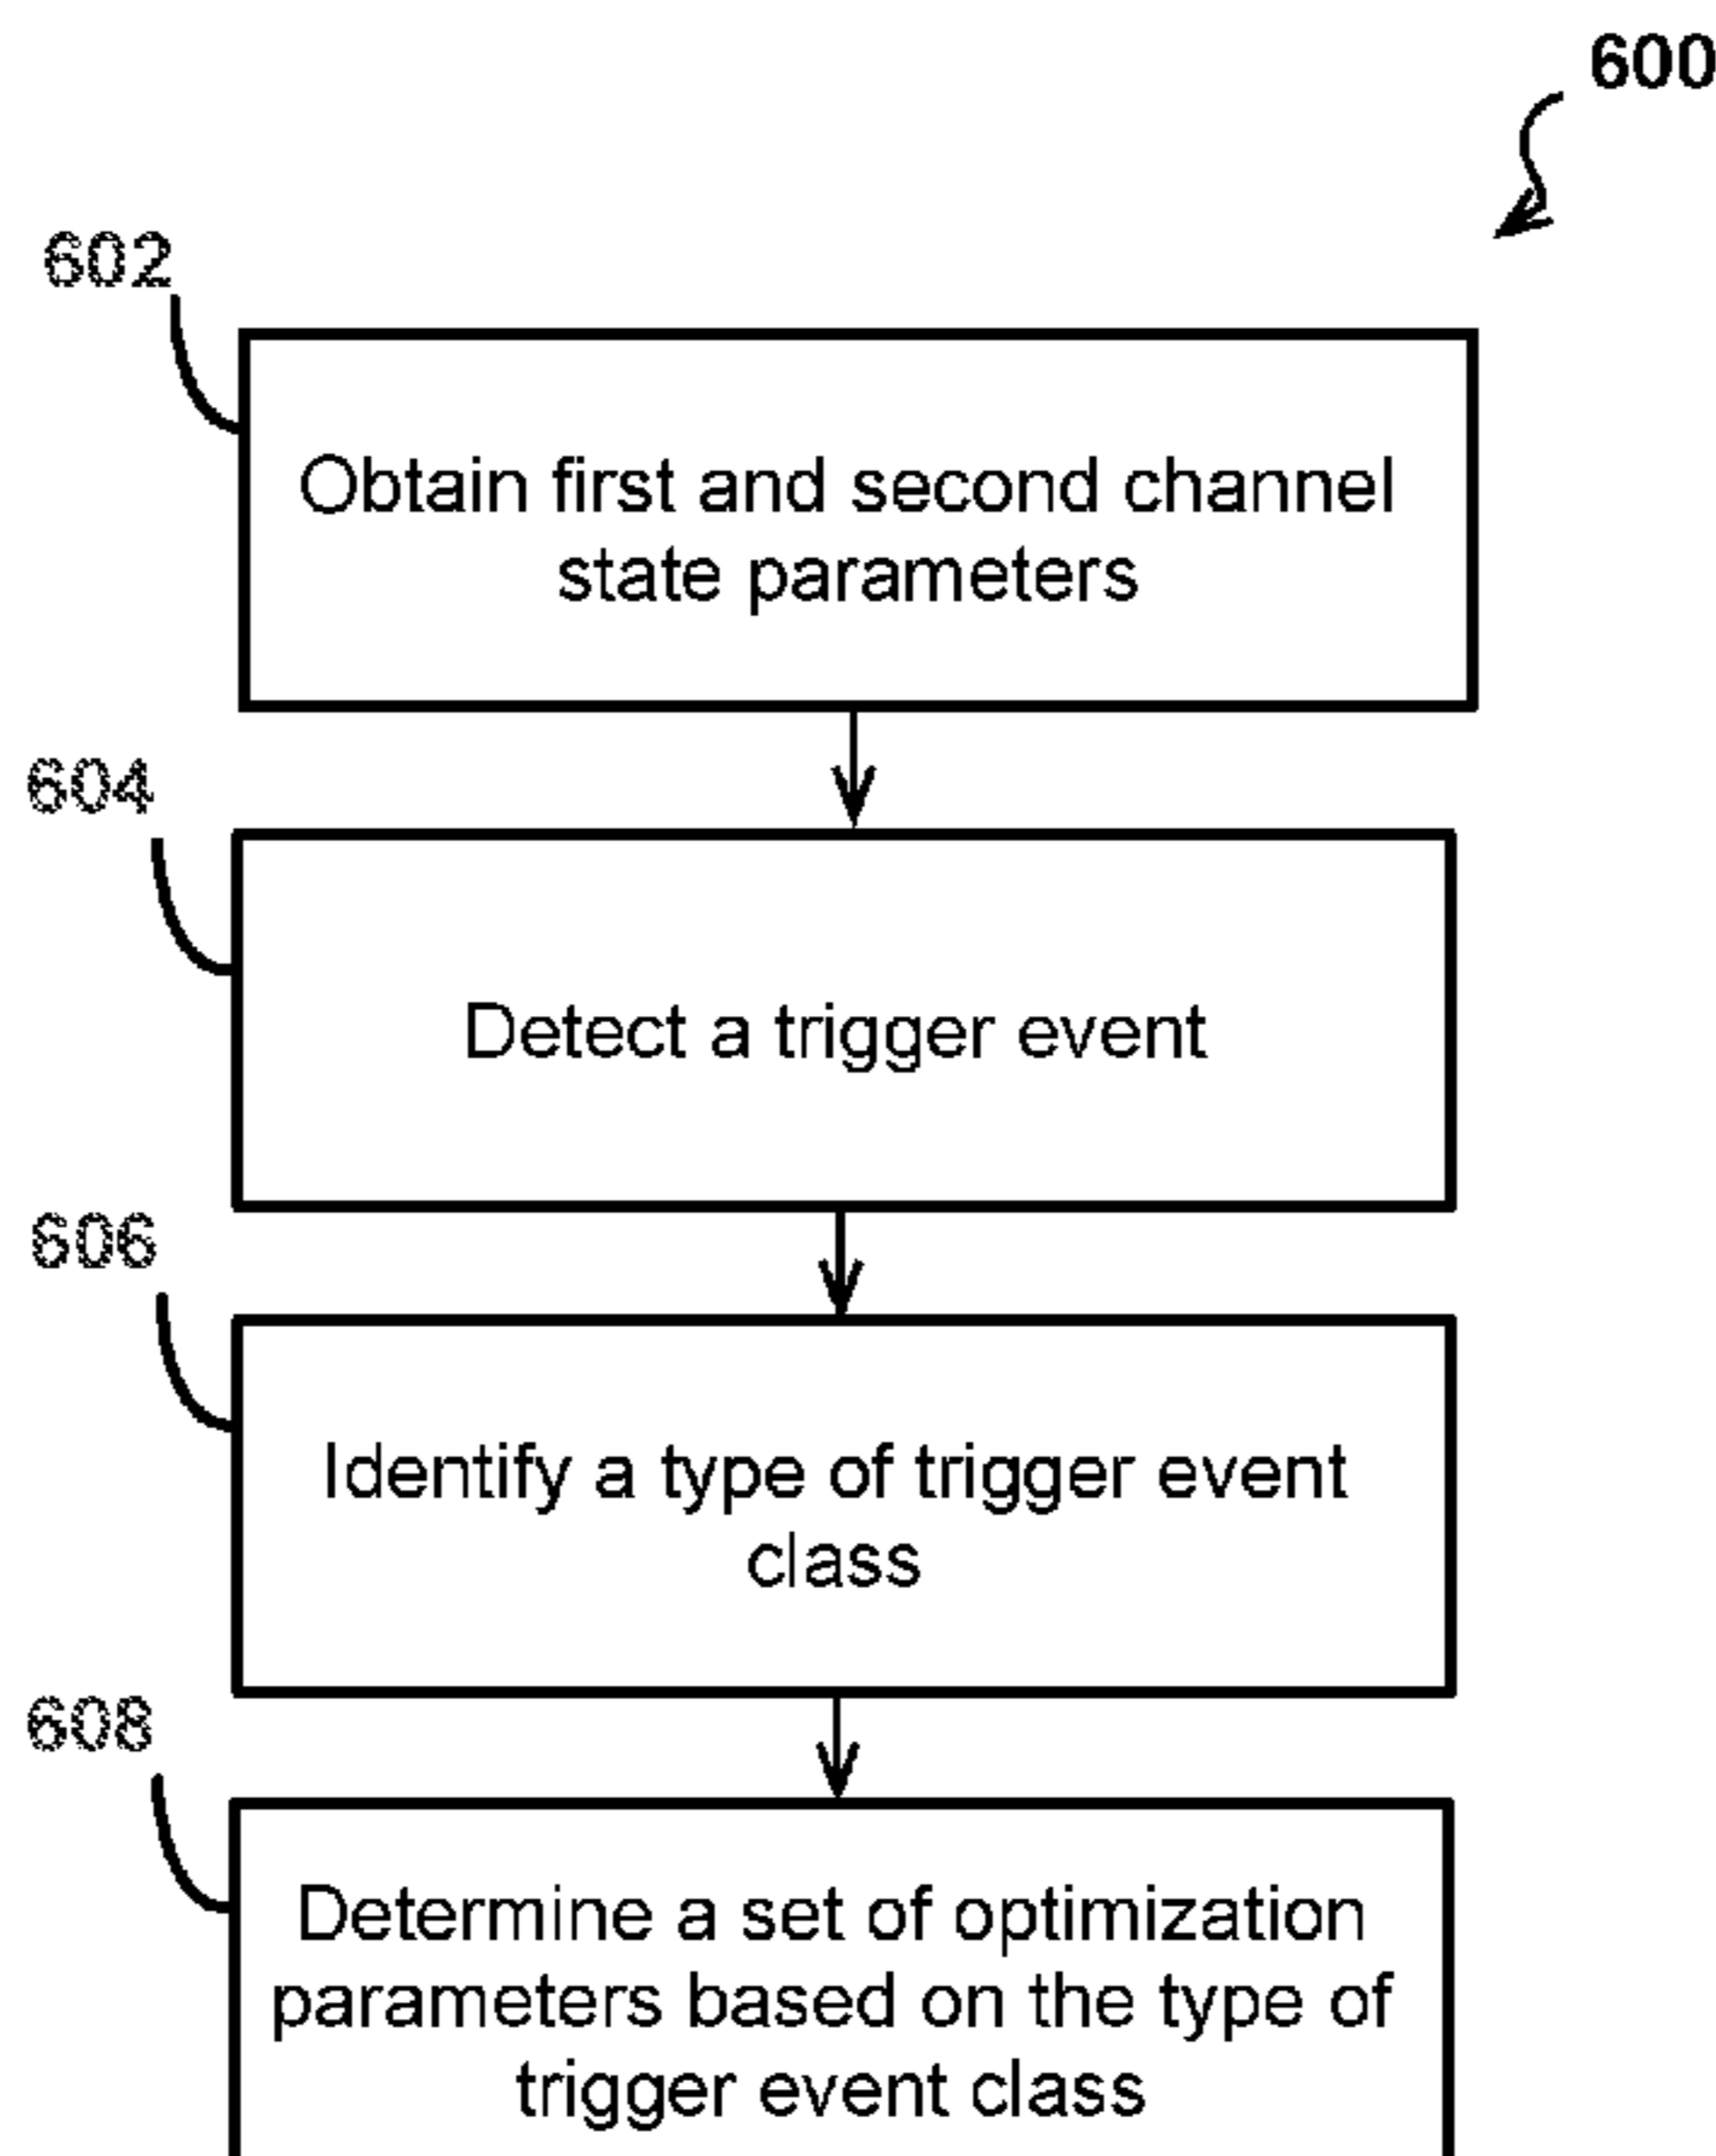 600
602
Obtain first and second channel
state parameters
604
Detect a trigger event
606
Identify a type of trigger event
class
608
Determine a set of optimization
parameters based on the type of
trigger event class